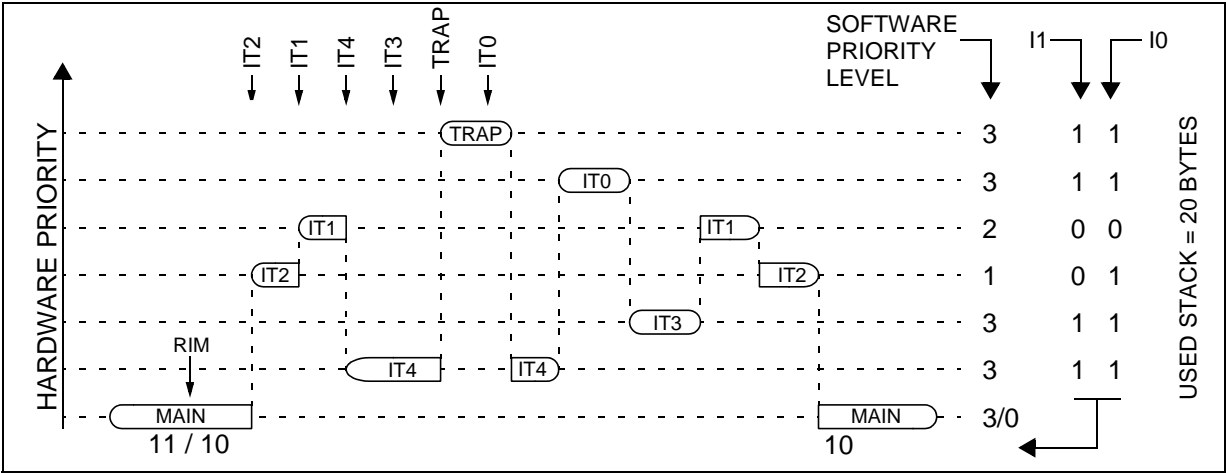 SOFTWARE
PRIORITY
LEVEL
I1
I0
IT2
IT1
IT4
IT3
TRAP
IT0
HARDWARE PRIORITY
USED STACK = 20 BYTES
TRAP
3
1 1
IT0
3
1 1
IT1
IT1
2
0 0
IT2
IT2
1
0 1
IT3
3
1 1
RIM
IT4
IT4
3
1 1
MAIN
MAIN
3/0
11 / 10
10